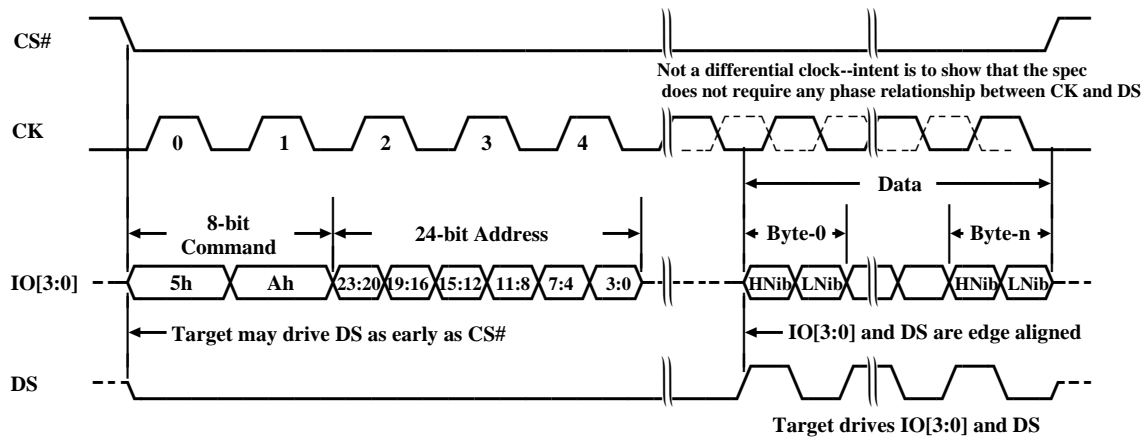 CS#
Not a differential clock--intent is to show that the spec
does not require any phase relationship between CK and DS
CK
0 1 2 3 4
Data
8-bit
Command
24-bit Address
Byte-0
Byte-n
IO[3:0]
5h Ah 23:20 19:16 15:12 11:8 7:4 3:0 HNib LNib HNib LNib
Target may drive DS as early as CS#
IO[3:0] and DS are edge aligned
DS
Target drives IO[3:0] and DS